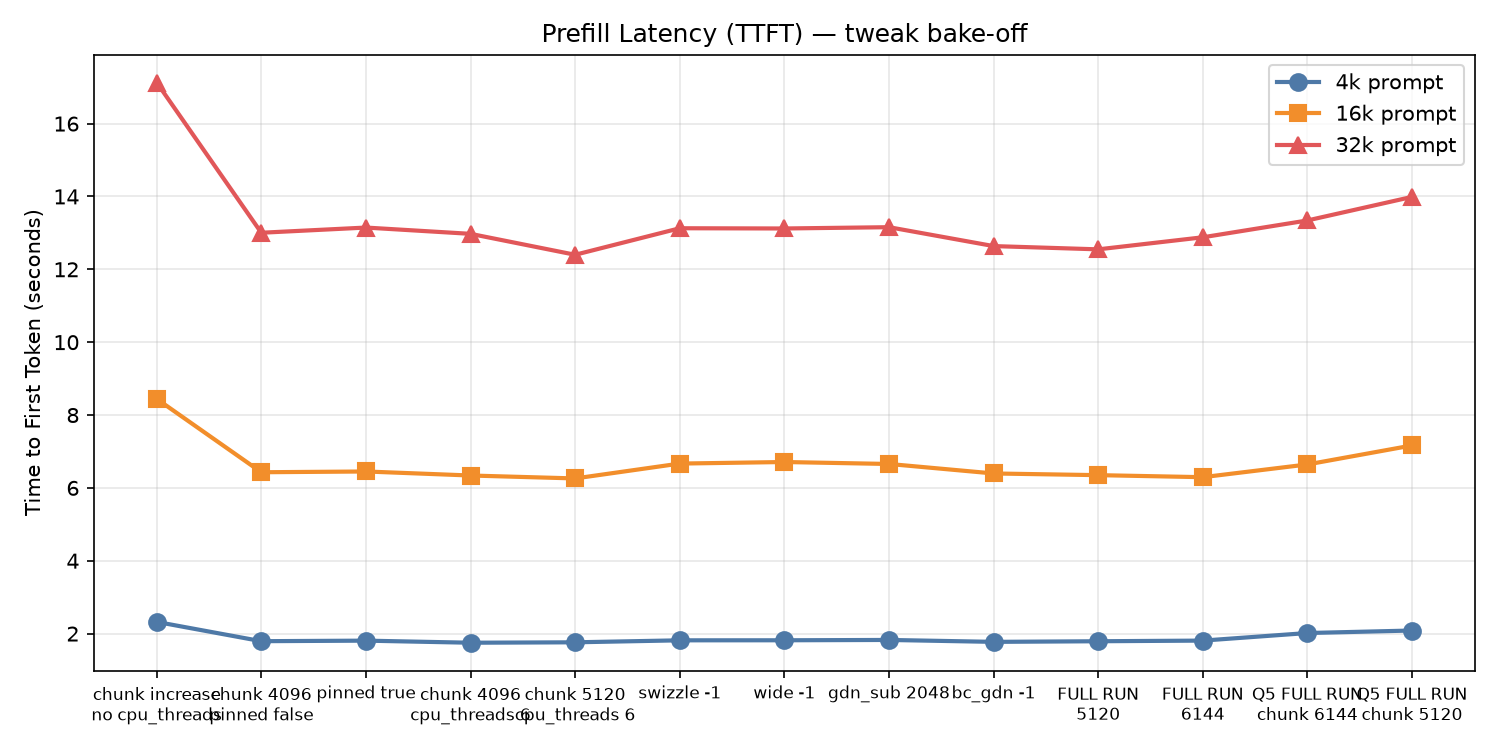 Prefill Latency (TTFT) — tweak bake-off
4k prompt
16k prompt
32k prompt
Time to First Token (seconds)
16
14
12
10
8
6
4
2
chunk increase
no cpu_threads
chunk 4096
pinned false
pinned true
chunk 4096
cpu_threads 6
chunk 5120
cpu_threads 6
swizzle -1
wide -1
gdn_sub 2048
bc_gdn -1
FULL RUN
5120
FULL RUN
6144
Q5 FULL RUN
chunk 6144
Q5 FULL RUN
chunk 5120